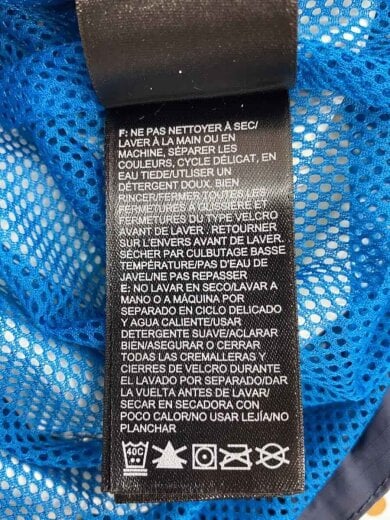 F: NE PAS NETTOYER À SEC/
LAVER À LA MAIN OU EN
MACHINE, SÉPARER LES
COULEURS, CYCLE DÉLICAT, EN
EAU TIEDE/UTILISER UN
DÉTERGENT DOUX. BIEN
RINCER/FERMER TOUTES LES
FERMETURES À GLISSIÈRE ET
FERMETURES DU TYPE VELCRO
AVANT DE LAVER . RETOURNER
SUR L'ENVERS AVANT DE LAVER.
SÉCHER PAR CULBUTAGE BASSE
TEMPÉRATURE/PAS D'EAU DE
JAVEL/NE PAS REPASSER
E: NO LAVAR EN SECO/LAVAR A
MANO O A MÁQUINA POR
SEPARADO EN CICLO DELICADO
Y AGUA CALIENTE/USAR
DETERGENTE SUAVE/ACLARAR
BIEN/ASEGURAR O CERRAR
TODAS LAS CREMALLERAS Y
CIERRES DE VELCRO DURANTE
EL LAVADO POR SEPARADO/DAR
LA VUELTA ANTES DE LAVAR/
SECAR EN SECADORA CON
POCO CALOR/NO USAR LEJÍA/NO
PLANCHAR
40C